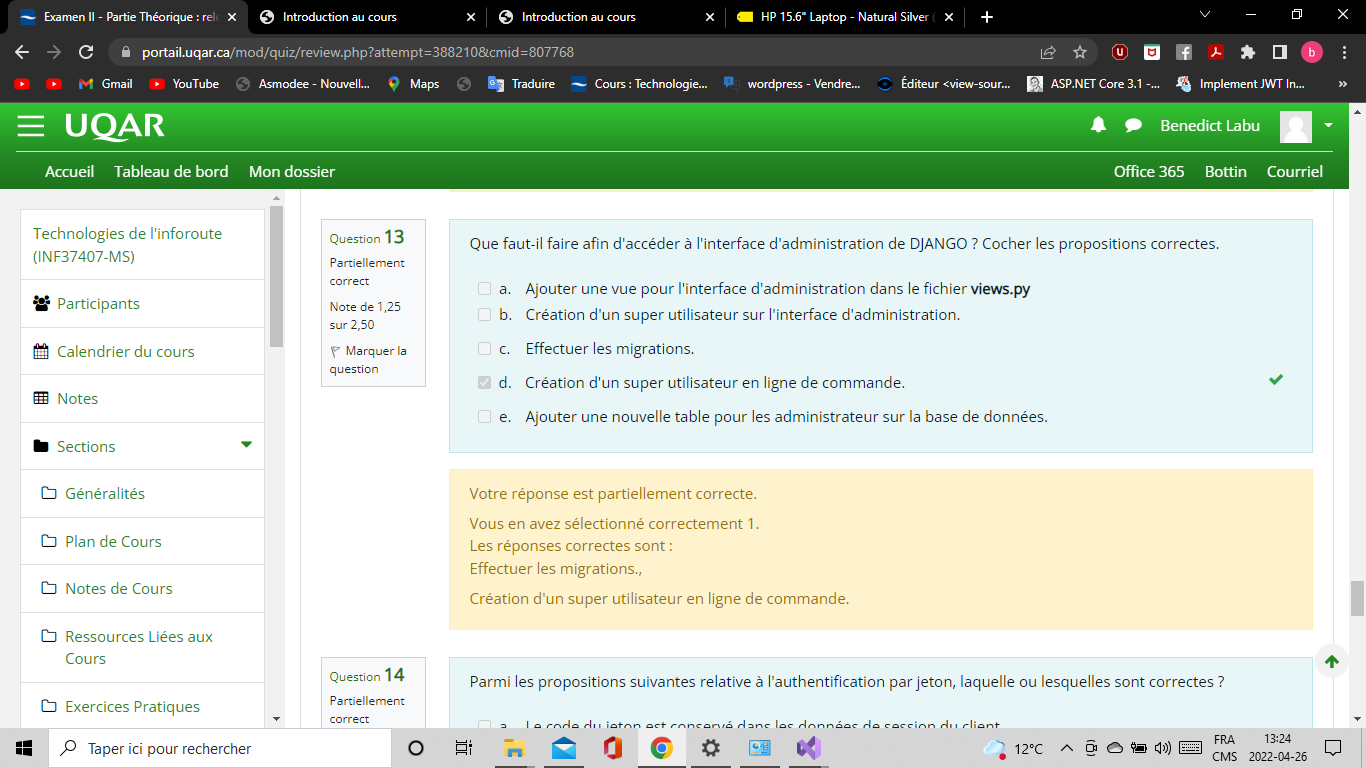 Examen II - Partie Théorique : rel
Introduction au cours
Introduction au cours
HP 15.6" Laptop - Natural Silver (
portail.uqar.ca/mod/quiz/review.php?attempt=388210&cmid=807768
b
Gmail
YouTube
Asmodee - Nouvell...
Maps
Traduire
Cours : Technologie...
wordpress - Vendre...
Éditeur <view-sour...
ASP.NET Core 3.1 -...
Implement JWT In...
»
UQAR
Benedict Labu
Accueil
Tableau de bord
Mon dossier
Office 365
Bottin
Courriel
Technologies de l'inforoute
(INF37407-MS)
Participants
Calendrier du cours
Notes
Sections
Généralités
Plan de Cours
Notes de Cours
Ressources Liées aux
Cours
Exercices Pratiques
Question 13
Partiellement
correct
Note de 1,25
sur 2,50
Marquer la
question
Que faut-il faire afin d'accéder à l'interface d'administration de DJANGO ? Cocher les propositions correctes.
a. Ajouter une vue pour l'interface d'administration dans le fichier views.py
b. Création d'un super utilisateur sur l'interface d'administration.
c. Effectuer les migrations.
d. Création d'un super utilisateur en ligne de commande.
e. Ajouter une nouvelle table pour les administrateur sur la base de données.
Votre réponse est partiellement correcte.
Vous en avez sélectionné correctement 1.
Les réponses correctes sont :
Effectuer les migrations.,
Création d'un super utilisateur en ligne de commande.
Question 14
Partiellement
correct
Parmi les propositions suivantes relative à l'authentification par jeton, laquelle ou lesquelles sont correctes ?
a. Le code du jeton est conservé dans les données de session du client
Taper ici pour rechercher
12°C
FRA
CMS
13:24
2022-04-26